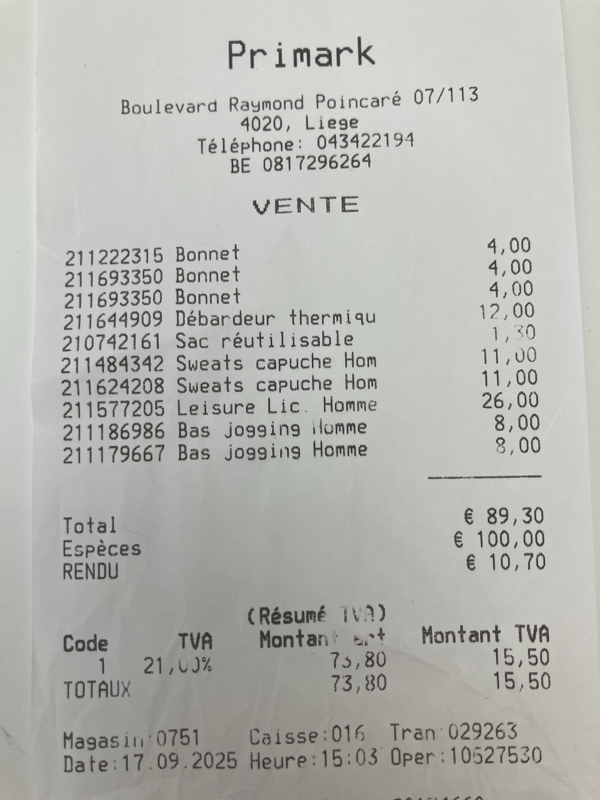 Primark
Boulevard Raymond Poincaré 07/113
4020, Liege
Téléphone: 043422194
BE 0817296264
VENTE
211222315 Bonnet 4,00
211693350 Bonnet 4,00
211693350 Bonnet 4,00
211644909 Débardeur thermiqu 12,00
210742161 Sac réutilisable 1,30
211484342 Sweats capuche Hom 11,00
211624208 Sweats capuche Hom 11,00
211577205 Leisure Lic. Homme 26,00
211186986 Bas jogging Homme 8,00
211179667 Bas jogging Homme 8,00
Total € 89,30
Espèces € 100,00
RENDU € 10,70
(Résumé TVA)
Code TVA Montant Montant TVA
1 21,00% 73,80 15,50
TOTAUX 73,80 15,50
Magasin:0751 Caisse:016 Tran:029263
Date:17.09.2025 Heure:15:03 Oper:10527530